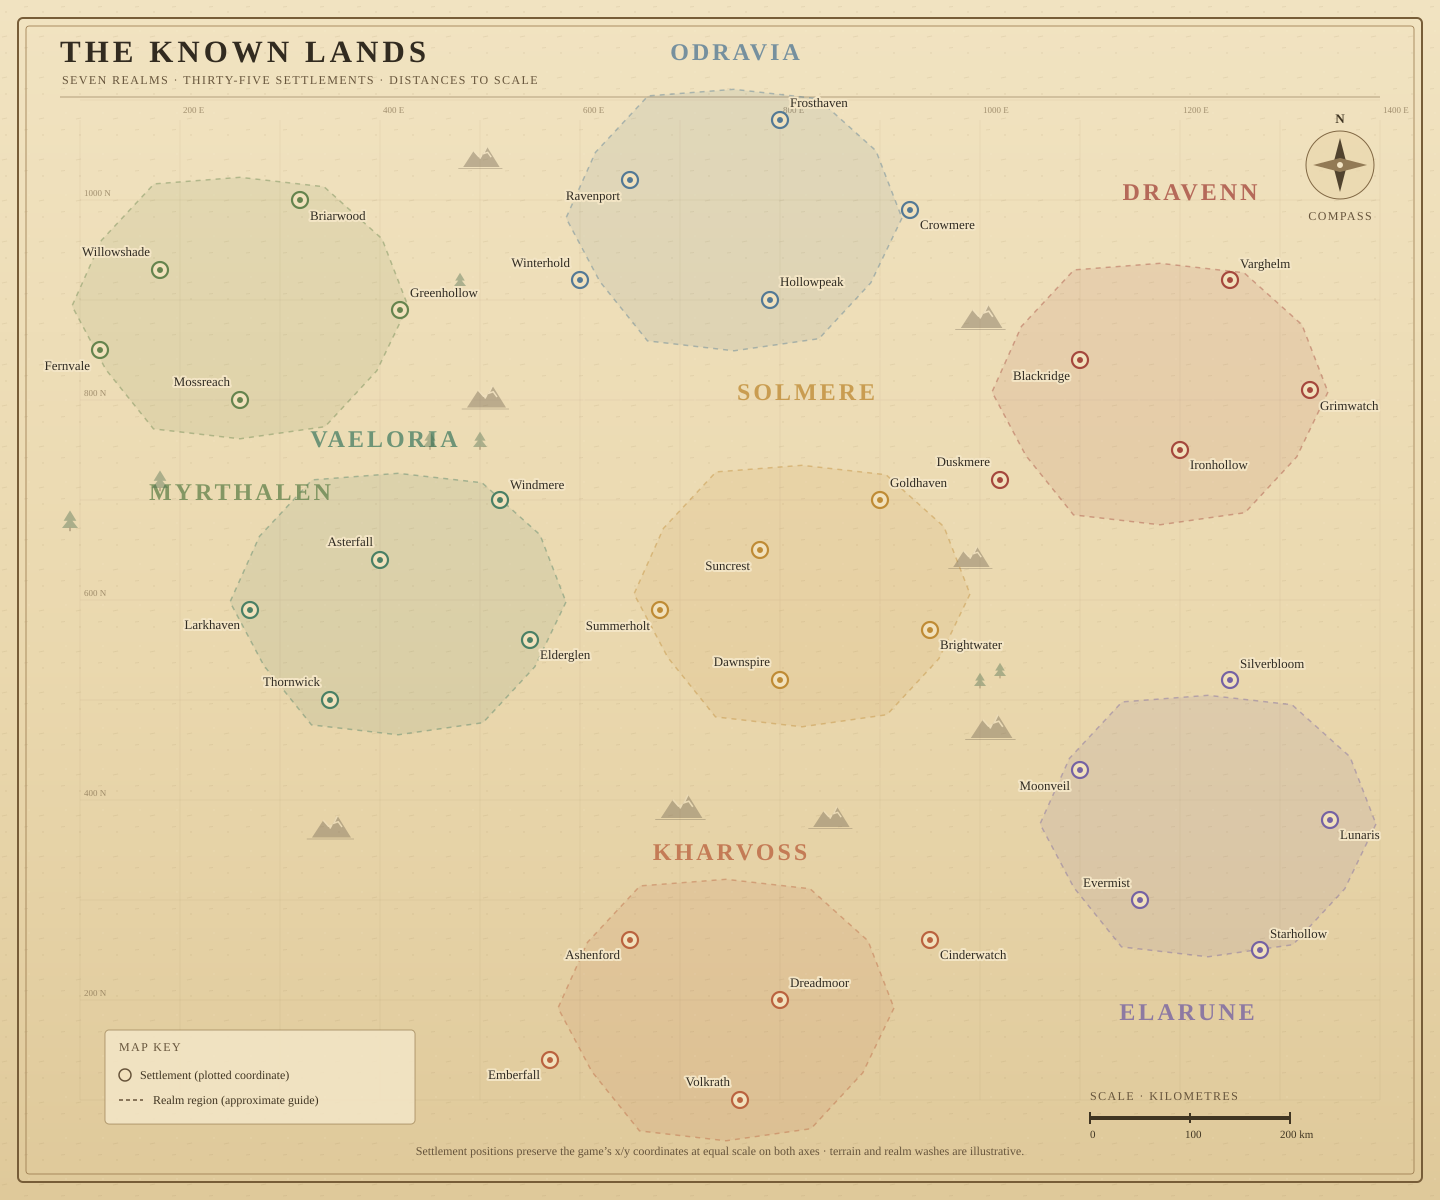 THE KNOWN LANDS
SEVEN REALMS · THIRTY-FIVE SETTLEMENTS · DISTANCES TO SCALE
ODRAVIA
200 E
400 E
600 E
800 E
1000 E
1200 E
1400 E
Frosthaven
N
COMPASS
1000 N
Ravenport
DRAVENN
Briarwood
Crowmere
Willowshade
Winterhold
Varghelm
Hollowpeak
Greenhollow
Fernvale
Mossreach
Blackridge
800 N
SOLMERE
Grimwatch
VAELORIA
Duskmere
Ironhollow
MYRTHALEN
Windmere
Goldhaven
Asterfall
Suncrest
600 N
Larkhaven
Summerholt
Elderglen
Brightwater
Dawnspire
Silverbloom
Thornwick
Moonveil
400 N
Lunaris
KHARVOSS
Evermist
Starhollow
Ashenford
Cinderwatch
Dreadmoor
200 N
ELARUNE
MAP KEY
Settlement (plotted coordinate)
Realm region (approximate guide)
Emberfall
Volkrath
SCALE · KILOMETRES
0
100
200 km
Settlement positions preserve the game’s x/y coordinates at equal scale on both axes · terrain and realm washes are illustrative.